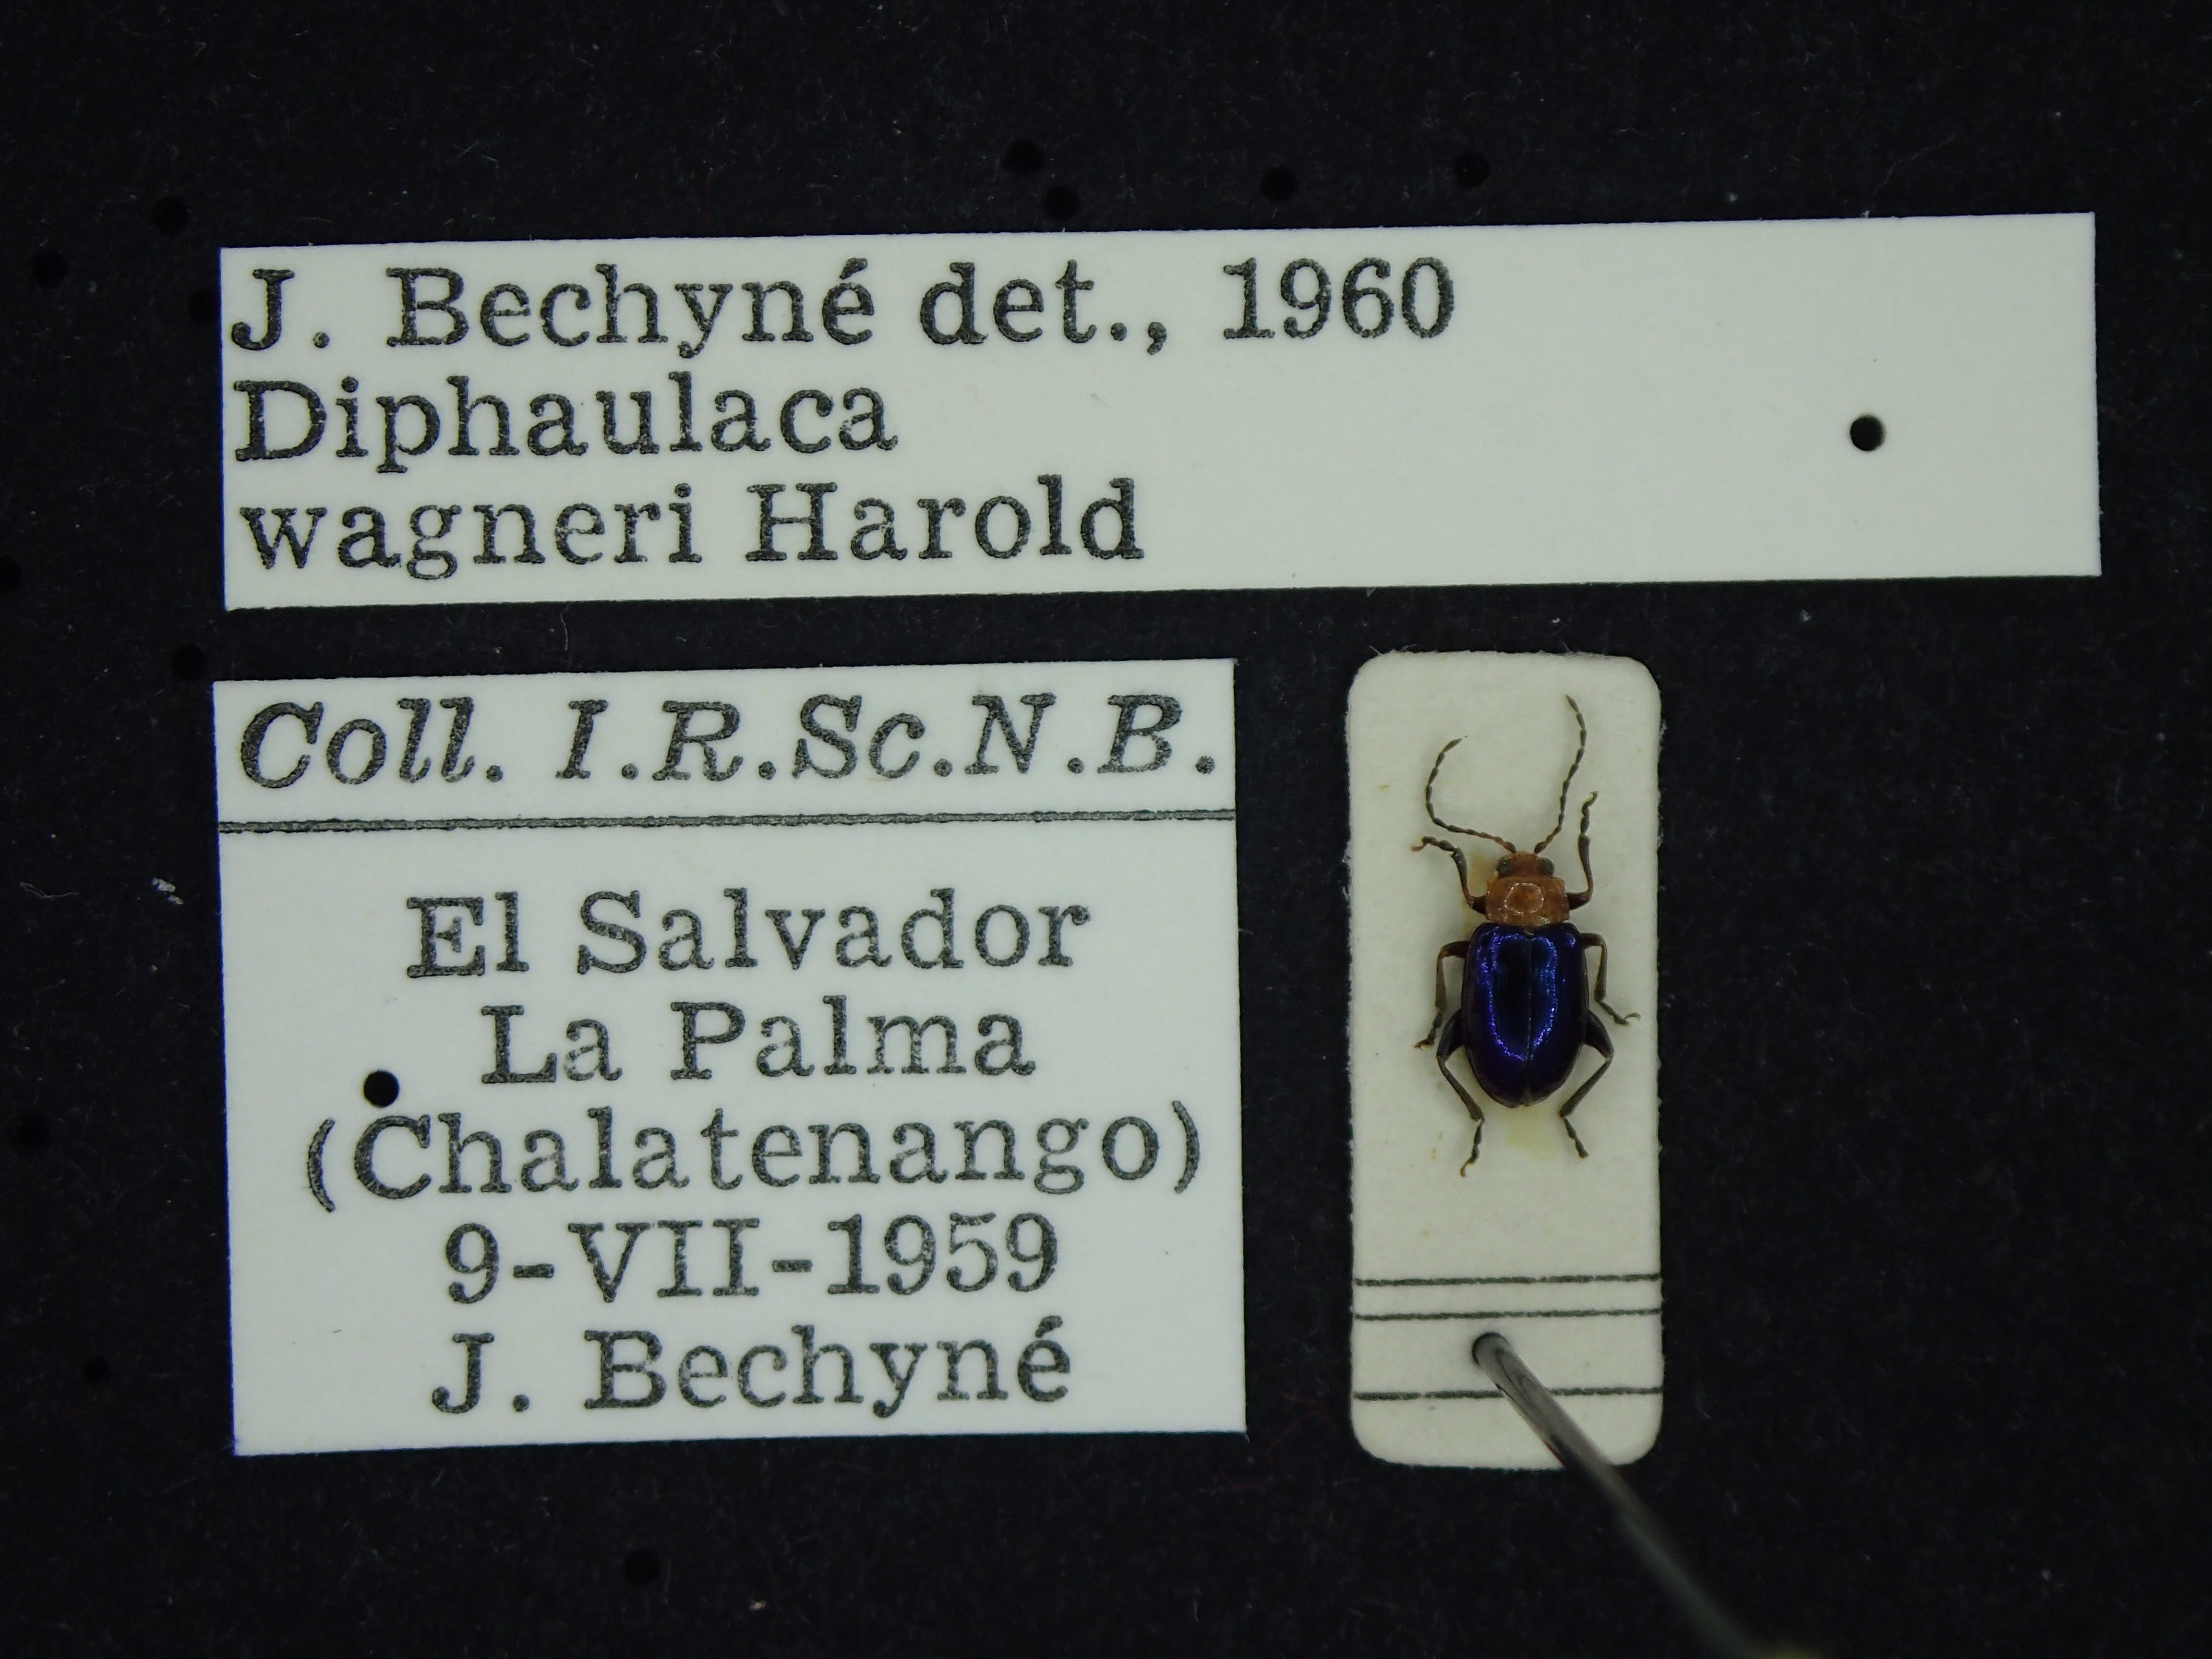 J. Bechyné det., 1960
Diphaulaca
wagneri Harold
Coll. I.R.Sc.N.B.
El Salvador
La Palma
(Chalatenango)
9-VII-1959
J. Bechyné